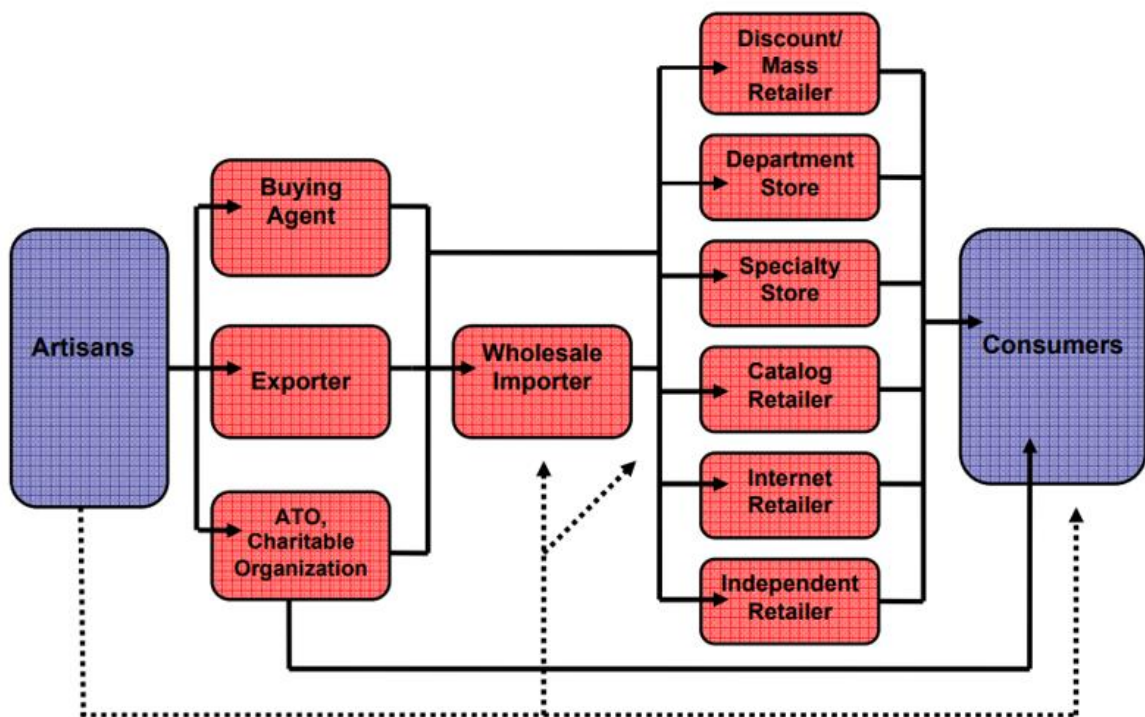 Artisans
Buying
Agent
Exporter
ATO,
Charitable
Organization
Wholesale
Importer
Discount/
Mass
Retailer
Department
Store
Specialty
Store
Catalog
Retailer
Internet
Retailer
Independent
Retailer
Consumers